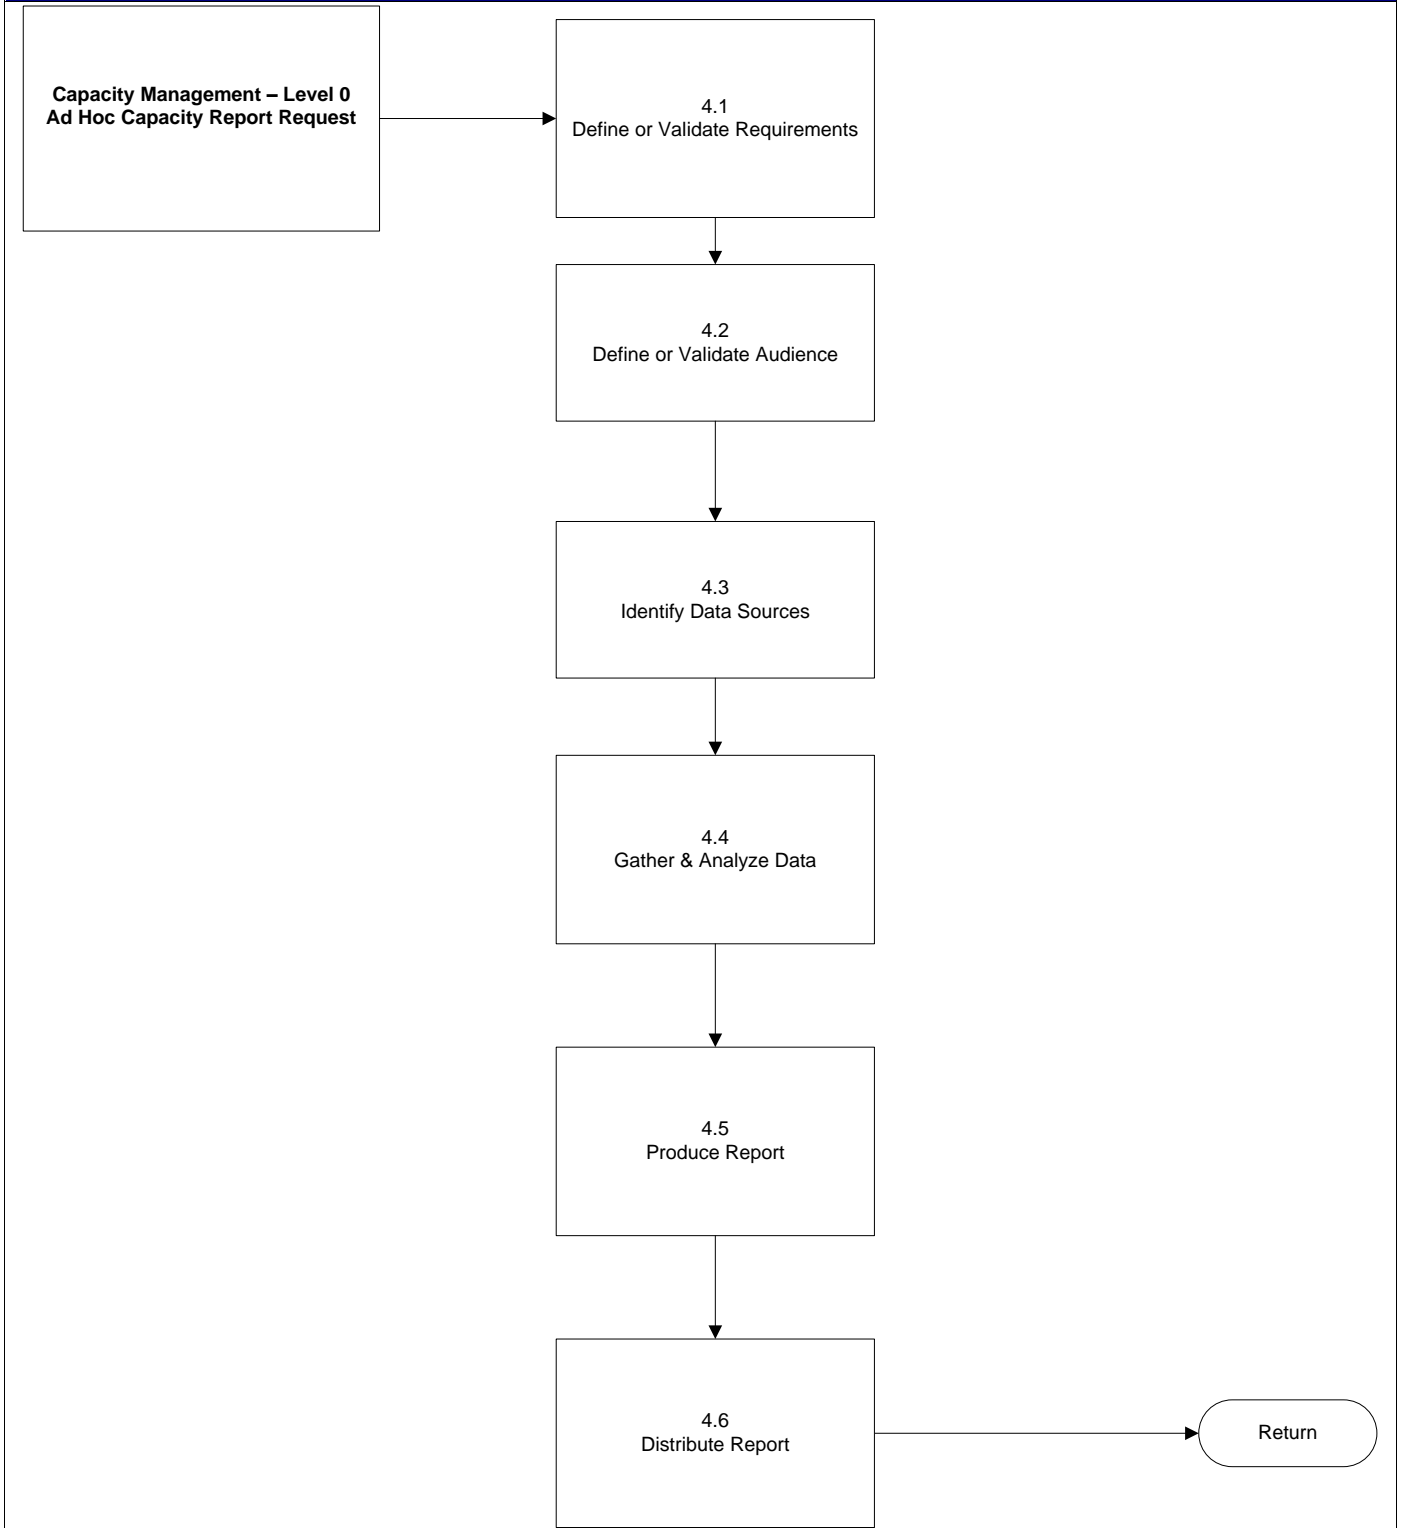 Capacity Management – Level 0
Ad Hoc Capacity Report Request
4.1
Define or Validate Requirements
4.2
Define or Validate Audience
4.3
Identify Data Sources
4.4
Gather & Analyze Data
4.5
Produce Report
4.6
Distribute Report
Return